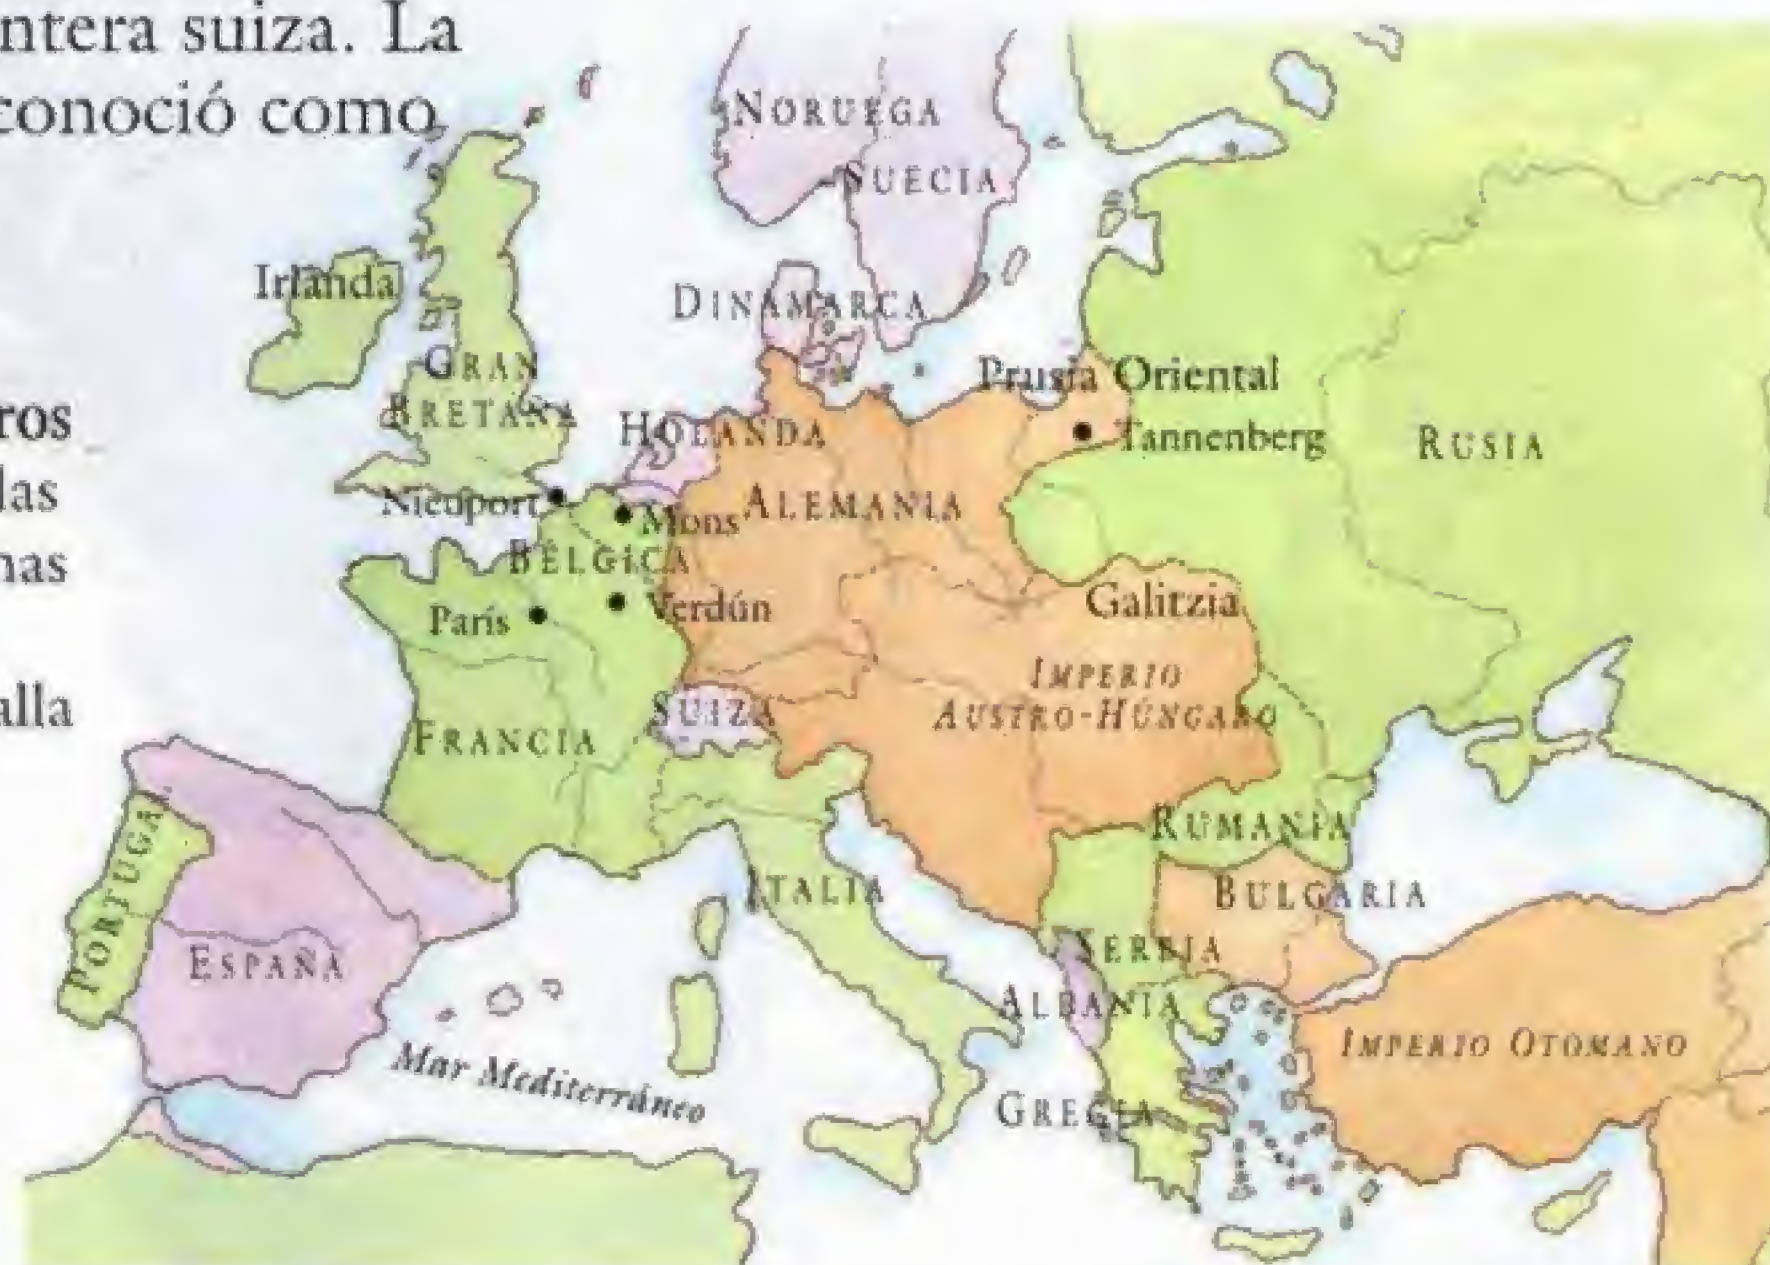 ntera suiza. La
conoció como
ros
las
nas
alla
NORUEGA
SUECIA
Irlanda
DINAMARCA
GRAN
BRETAÑA
Prusia Oriental
HOLANDA
Tannenberg
RUSIA
Nieuport
Mons
ALEMANIA
BÉLGICA
París
Verdún
Galitzia
IMPERIO
AUSTRO-HÚNGARO
SUIZA
FRANCIA
RUMANIA
PORTUGAL
ITALIA
BULGARIA
ESPAÑA
SERBIA
ALBANIA
Mar Mediterráneo
IMPERIO OTOMANO
GRECIA